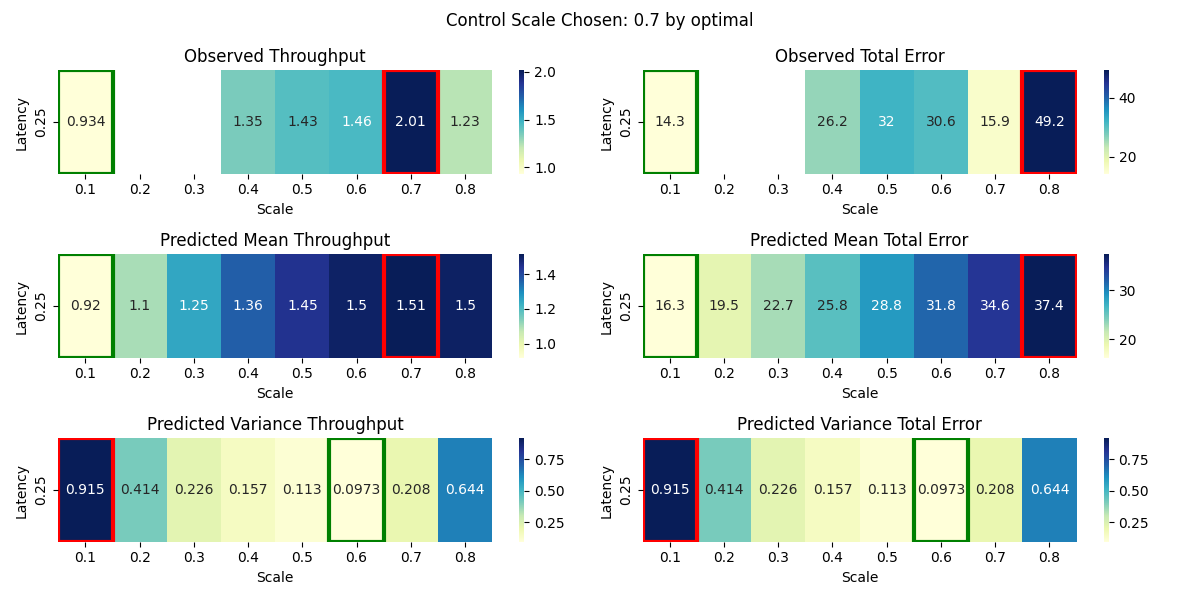 Control Scale Chosen: 0.7 by optimal
Observed Throughput
Latency
0.25
0.934 1.35 1.43 1.46 2.01 1.23
0.1 0.2 0.3 0.4 0.5 0.6 0.7 0.8
Scale
2.0
1.5
1.0
Observed Total Error
Latency
0.25
14.3 26.2 32 30.6 15.9 49.2
0.1 0.2 0.3 0.4 0.5 0.6 0.7 0.8
Scale
40
20
Predicted Mean Throughput
Latency
0.25
0.92 1.1 1.25 1.36 1.45 1.5 1.51 1.5
0.1 0.2 0.3 0.4 0.5 0.6 0.7 0.8
Scale
1.4
1.2
1.0
Predicted Mean Total Error
Latency
0.25
16.3 19.5 22.7 25.8 28.8 31.8 34.6 37.4
0.1 0.2 0.3 0.4 0.5 0.6 0.7 0.8
Scale
30
20
Predicted Variance Throughput
Latency
0.25
0.915 0.414 0.226 0.157 0.113 0.0973 0.208 0.644
0.1 0.2 0.3 0.4 0.5 0.6 0.7 0.8
Scale
0.75
0.50
0.25
Predicted Variance Total Error
Latency
0.25
0.915 0.414 0.226 0.157 0.113 0.0973 0.208 0.644
0.1 0.2 0.3 0.4 0.5 0.6 0.7 0.8
Scale
0.75
0.50
0.25